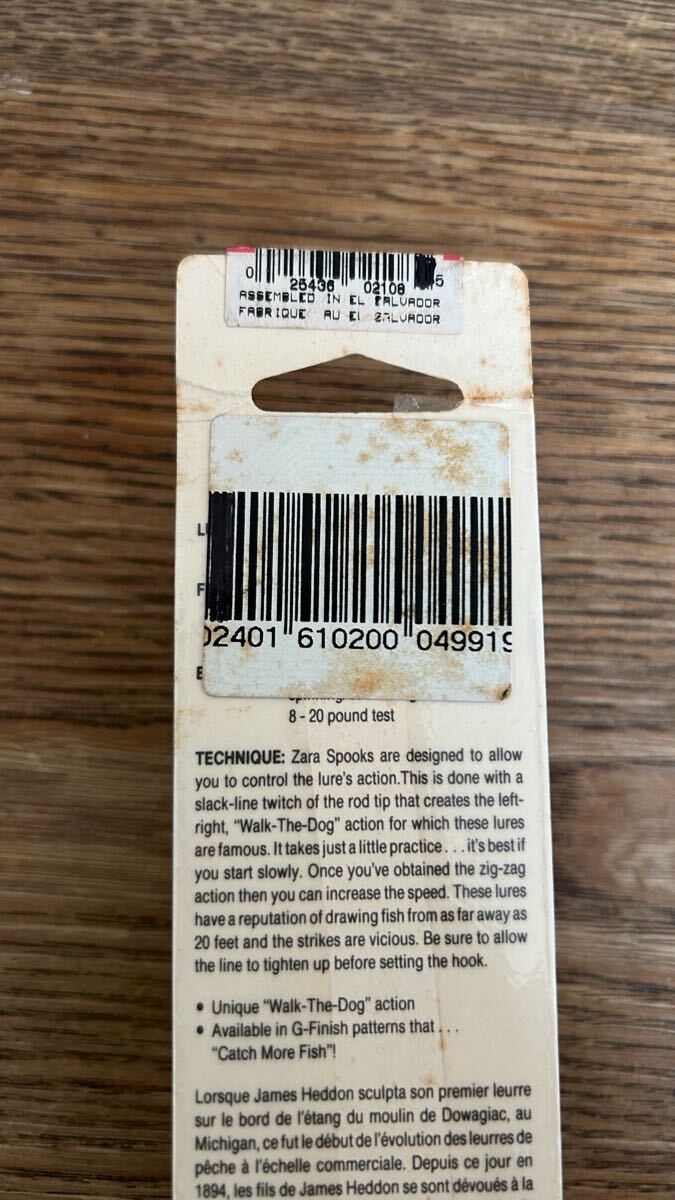 0 25436 02108 5
ASSEMBLED IN EL SALVADOR
FABRIQUE AU EL SALVADOR
02401 610200 049919
8 - 20 pound test
TECHNIQUE: Zara Spooks are designed to allow
you to control the lure's action.This is done with a
slack-line twitch of the rod tip that creates the left-
right, “Walk-The-Dog” action for which these lures
are famous. It takes just a little practice . . . it's best if
you start slowly. Once you've obtained the zig-zag
action then you can increase the speed. These lures
have a reputation of drawing fish from as far away as
20 feet and the strikes are vicious. Be sure to allow
the line to tighten up before setting the hook.
• Unique “Walk-The-Dog” action
• Available in G-Finish patterns that . . .
“Catch More Fish”!
Lorsque James Heddon sculpta son premier leurre
sur le bord de l'étang du moulin de Dowagiac, au
Michigan, ce fut le début de l'évolution des leurres de
pêche à l'échelle commerciale. Depuis ce jour en
1894, les fils de James Heddon se sont dévoués à la